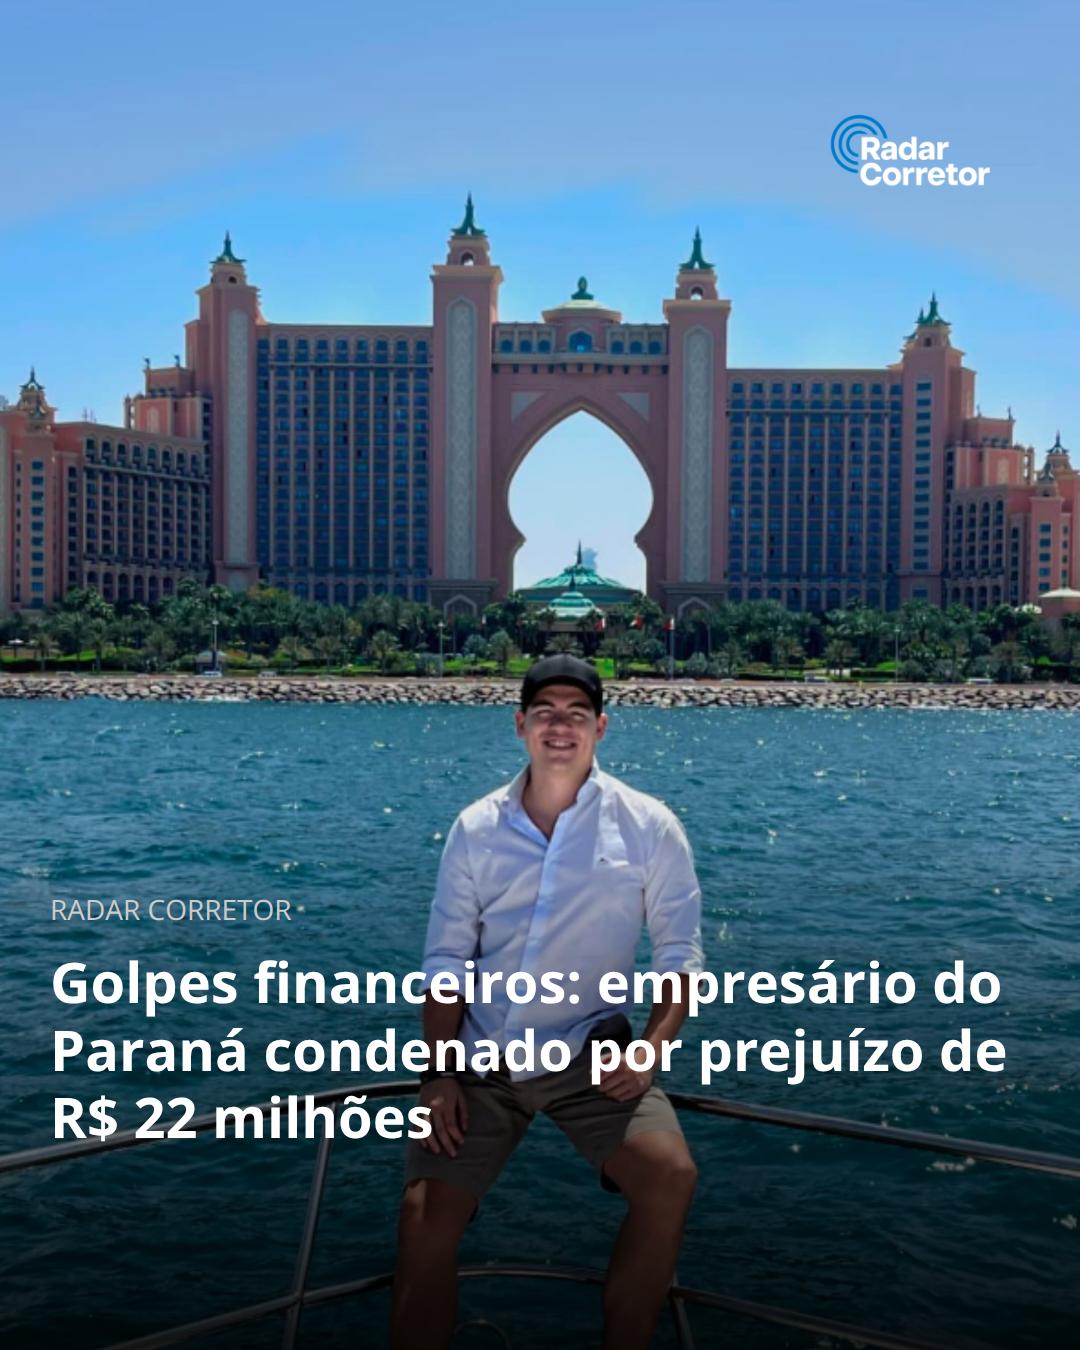 Radar
Corretor
RADAR CORRETOR
Golpes financeiros: empresário do
Paraná condenado por prejuízo de
R$ 22 milhões